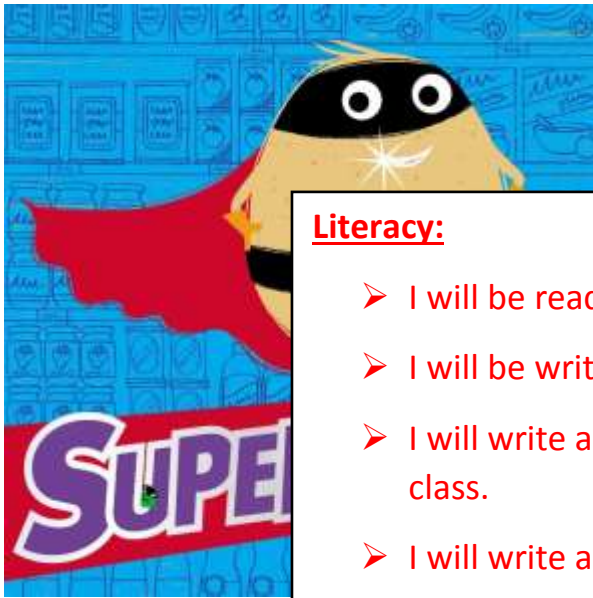 Literacy:
➢ I will be read
➢ I will be writ
➢ I will write a
class.
➢ I will write a
SUPE